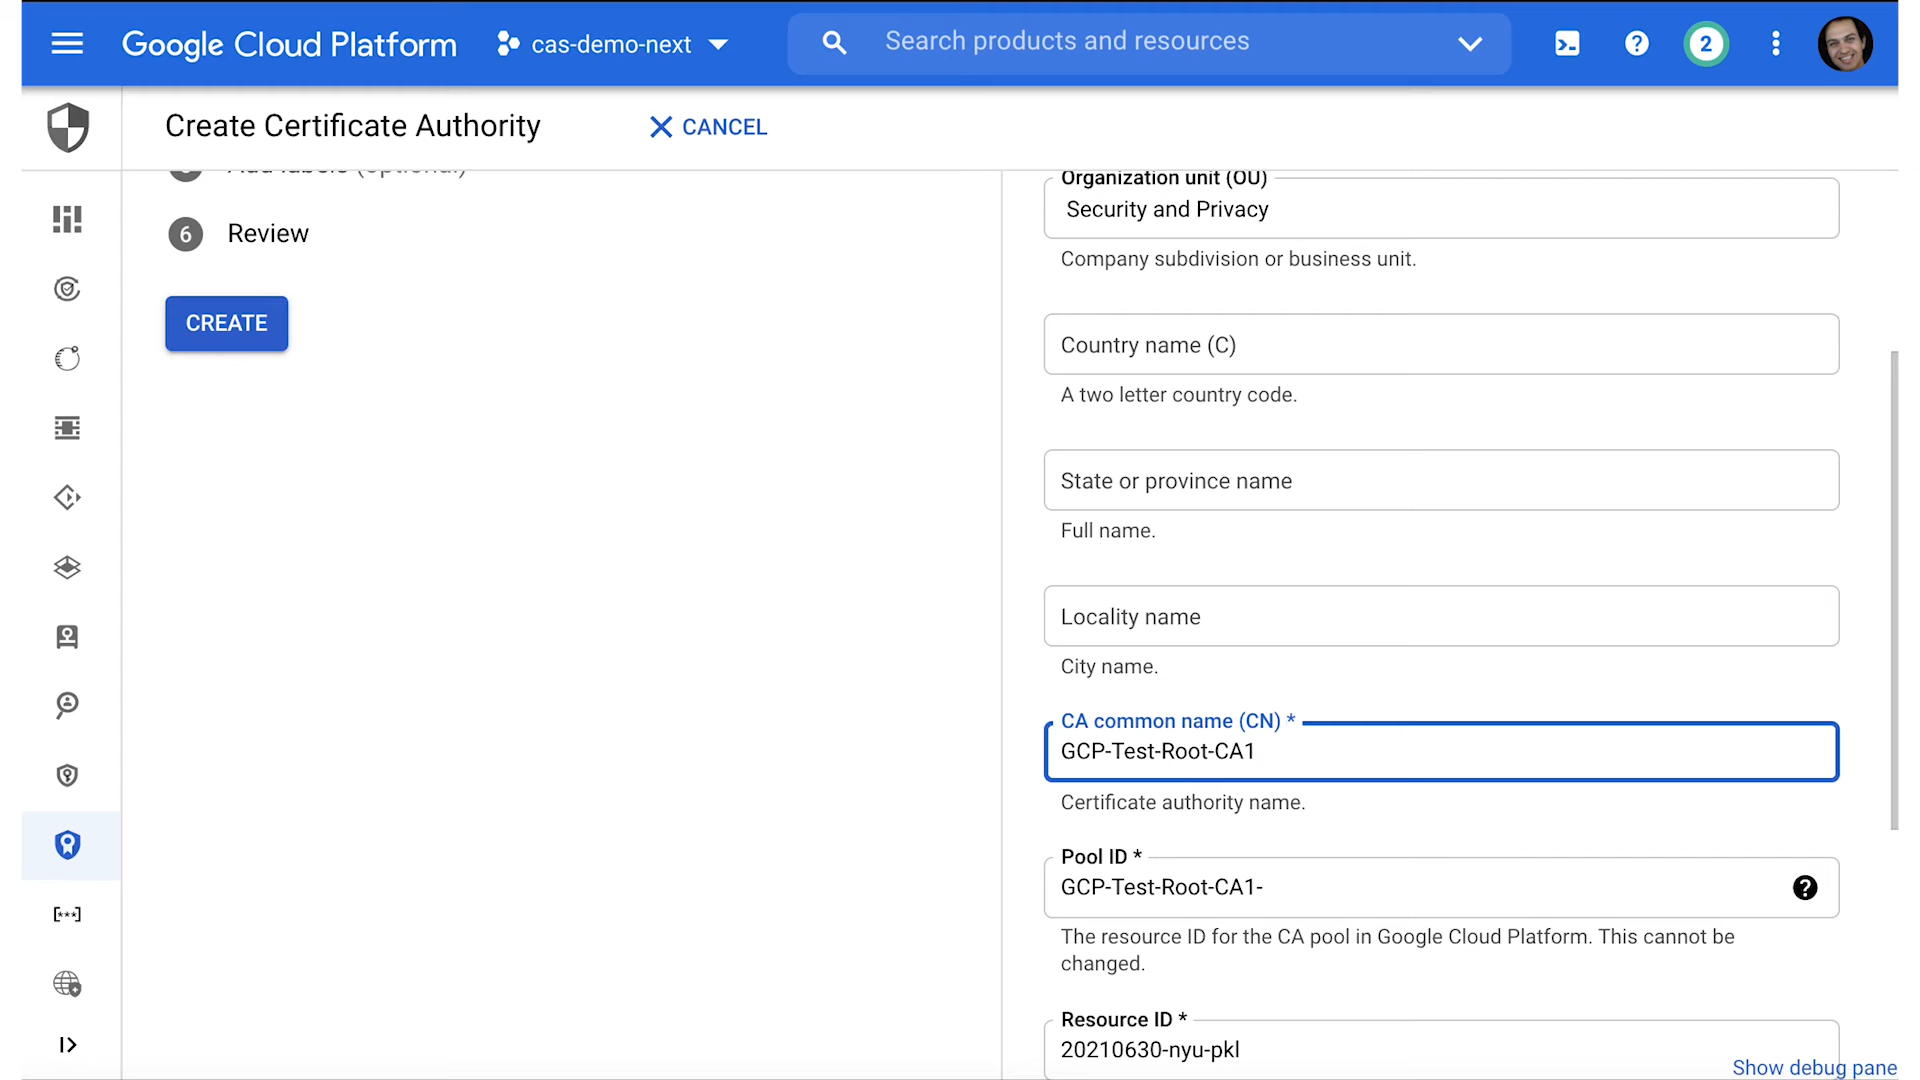 Google Cloud Platform
cas-demo-next
Search products and resources
2
Create Certificate Authority
CANCEL
Add labels (optional)
6 Review
CREATE
Organization unit (OU)
Security and Privacy
Company subdivision or business unit.
Country name (C)
A two letter country code.
State or province name
Full name.
Locality name
City name.
CA common name (CN) *
GCP-Test-Root-CA1
Certificate authority name.
Pool ID *
GCP-Test-Root-CA1-
The resource ID for the CA pool in Google Cloud Platform. This cannot be
changed.
Resource ID *
20210630-nyu-pkl
Show debug pane